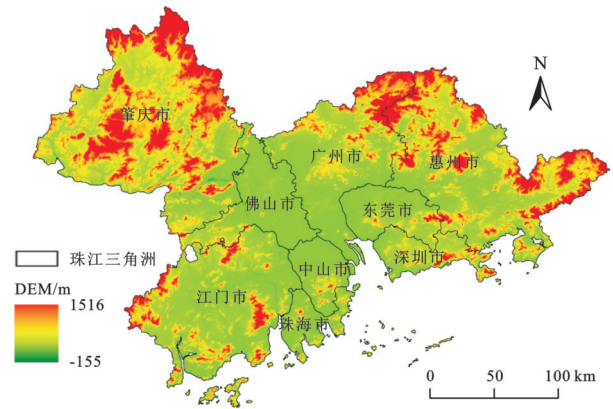 N
肇庆市
广州市
惠州市
佛山市
东莞市
珠江三角洲
中山市
深圳市
DEM/m
1516
江门市
珠海市
-155
0 50 100 km